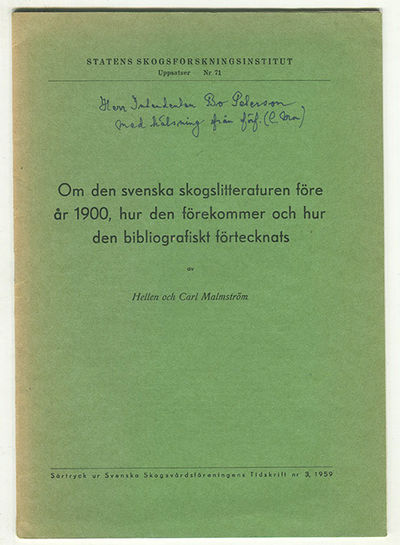 STATENS SKOGSFORSKNINGSINSTITUT
Uppsatser Nr 71
Herr Intendenten Bo Peterson
med hälsning från förf. (C. Mm)
Om den svenska skogslitteraturen före
år 1900, hur den förekommer och hur
den bibliografiskt förtecknats
av
Hellen och Carl Malmström
Särtryck ur Svenska Skogsvårdsföreningens Tidskrift nr 3, 1959